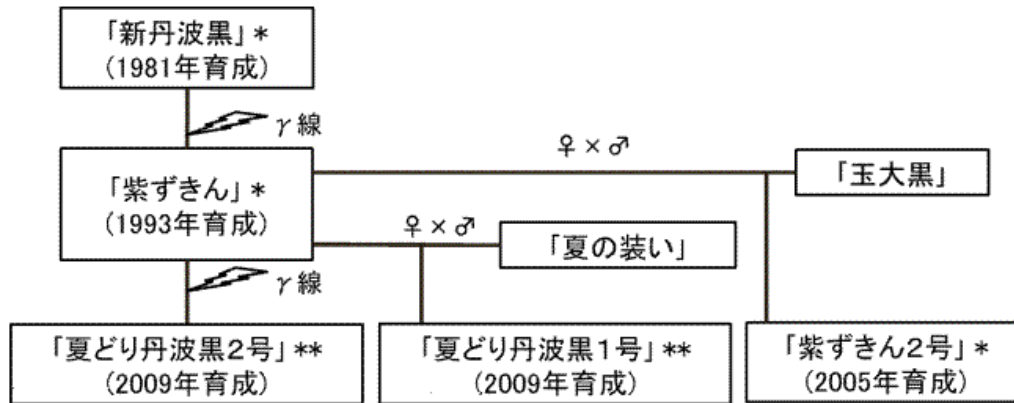 「新丹波黒」*
(1981年育成)
γ線
♀×♂
「紫ずきん」*
(1993年育成)
「玉大黒」
♀×♂
「夏の装い」
γ線
「夏どり丹波黒2号」**
(2009年育成)
「夏どり丹波黒1号」**
(2009年育成)
「紫ずきん2号」*
(2005年育成)